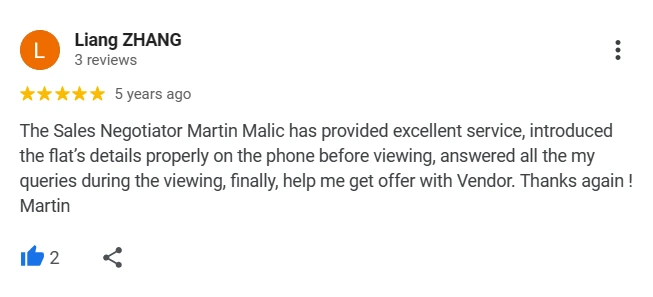 L
Liang ZHANG
3 reviews
5 years ago
The Sales Negotiator Martin Malic has provided excellent service, introduced
the flat’s details properly on the phone before viewing, answered all the my
queries during the viewing, finally, help me get offer with Vendor. Thanks again !
Martin
2